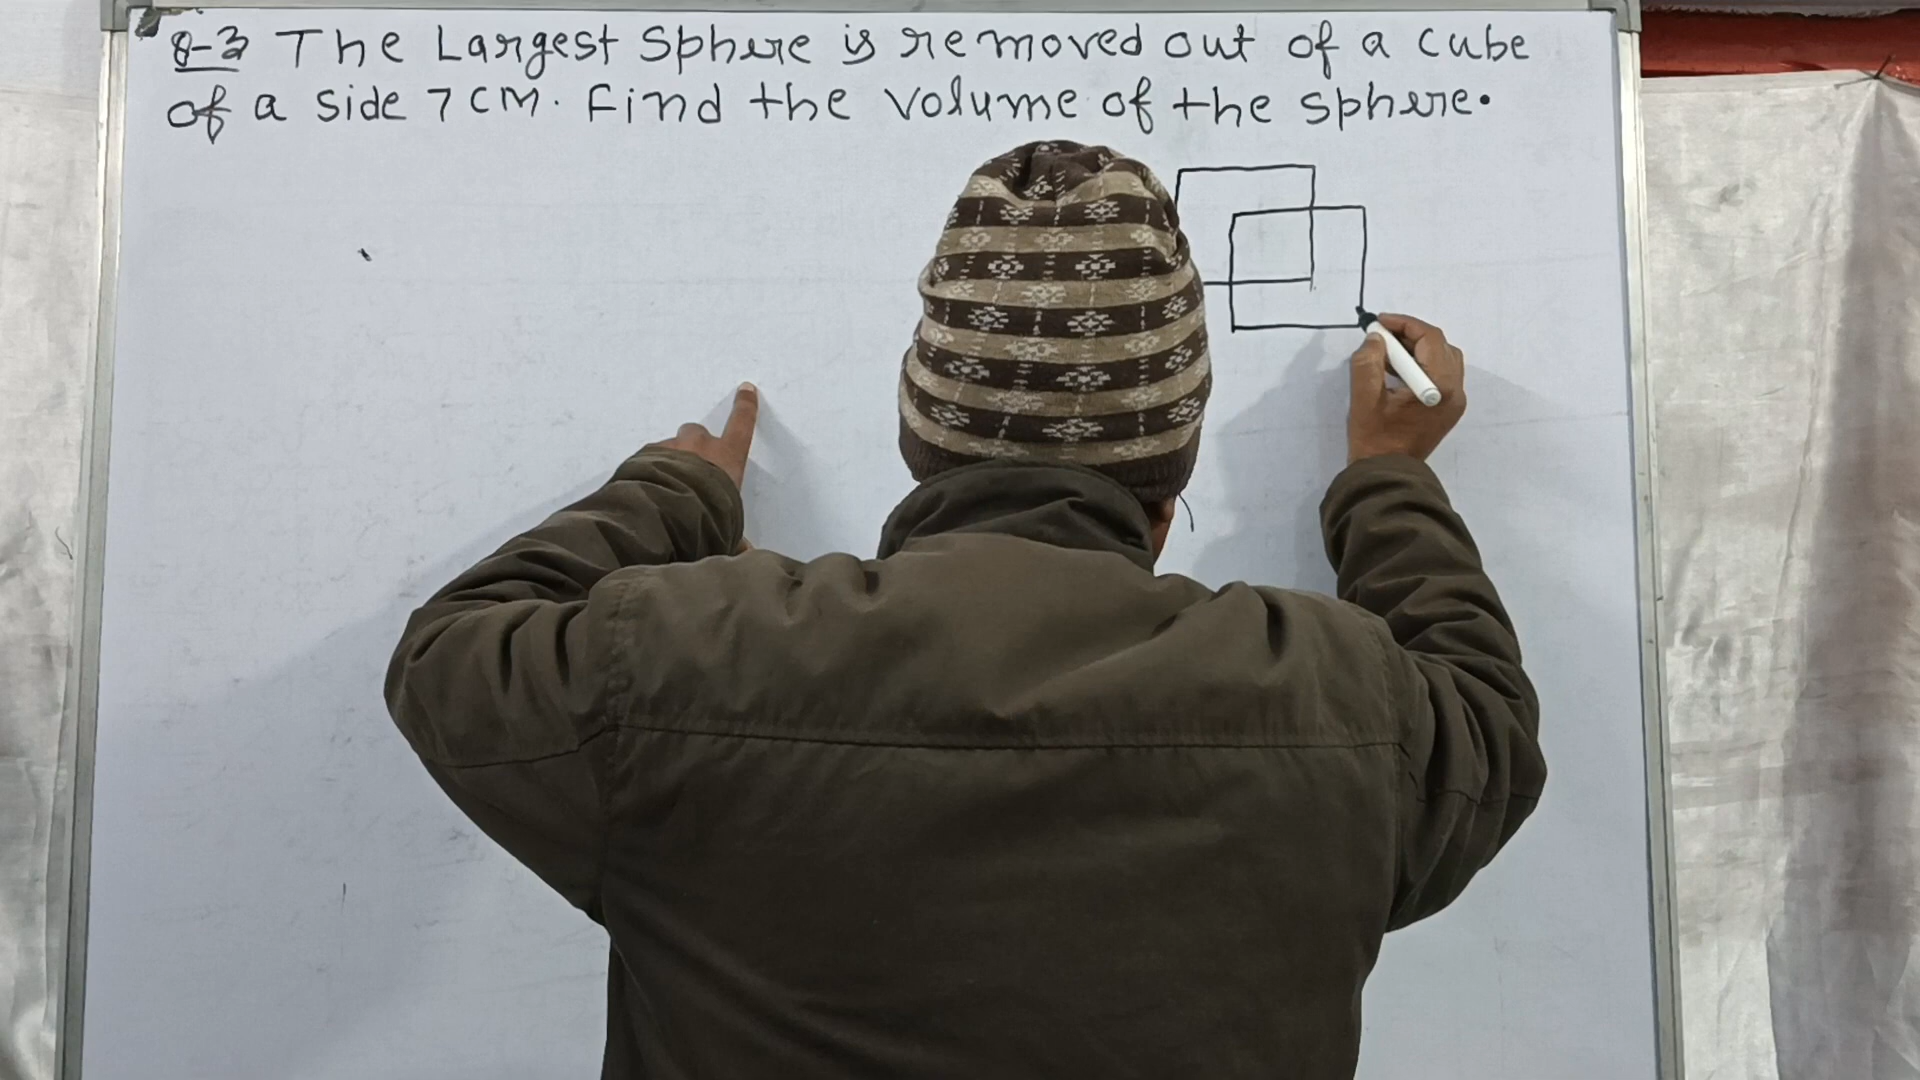 Q-3 The Largest Sphere is removed out of a cube
of a side 7 CM. Find the volume of the sphere.